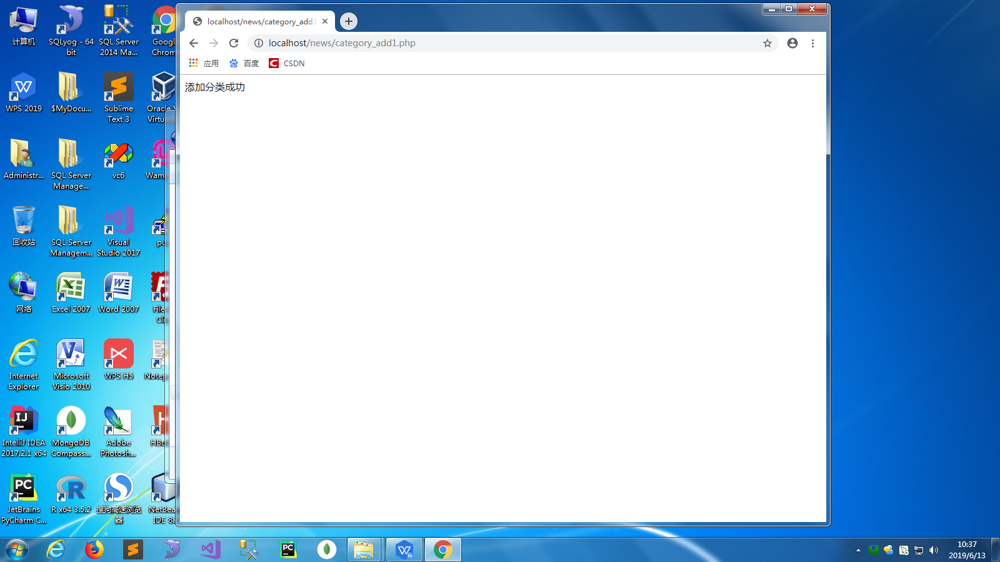 计算机
SQLyog - 64
bit
SQL Server
2014 Ma...
Googl
Chrom
WPS 2019
$MyDocu...
Sublime
Text 3
Oracle
Virtu
Administr...
SQL Server
Manage...
vc6
Wam
回收站
SQL Server
Managem...
Visual
Studio 2017
pu
网络
Excel 2007
Word 2007
File
Cli
Internet
Explorer
Microsoft
Visio 2010
WPS H5
Notep
IntelliJ IDEA
2017.2.1 x64
MongoDB
Compass...
Adobe
Photosh...
HBu
JetBrains
PyCharm C...
R x64 3.5.2
搜狗高速浏览
器
NetBea
IDE 8.
localhost/news/category_add1
localhost/news/category_add1.php
应用
百度
CSDN
添加分类成功
10:37
2019/6/13